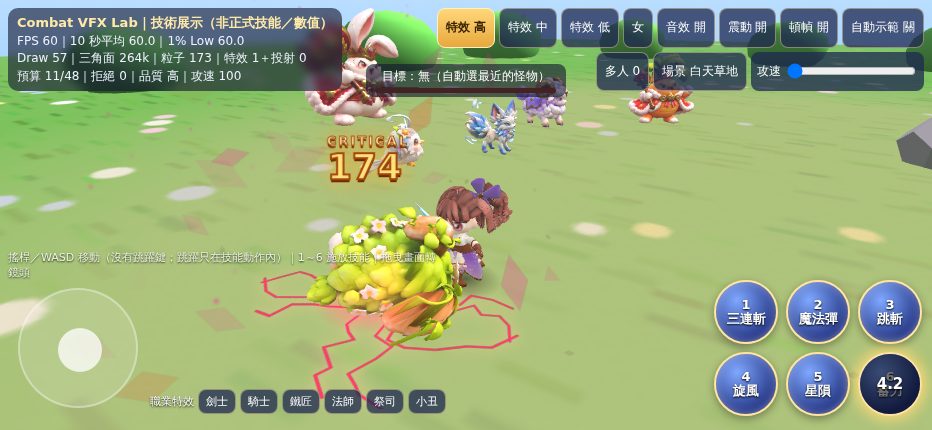 Combat VFX Lab｜技術展示（非正式技能／數值）
FPS 60｜10 秒平均 60.0｜1% Low 60.0
Draw 57｜三角面 264k｜粒子 173｜特效 1＋投射 0
預算 11/48｜拒絕 0｜品質 高｜攻速 100
特效 高
特效 中
特效 低
女
音效 開
震動 開
頓幀 開
自動示範 關
目標：無（自動選最近的怪物）
多人 0
場景 白天草地
攻速
CRITICAL
174
搖桿／WASD 移動（沒有跳躍鍵；跳躍只在技能動作內）｜1～6 施放技能｜拖曳畫面轉
鏡頭
1
三連斬
2
魔法彈
3
跳斬
4
旋風
5
星隕
4.2
職業特效
劍士
騎士
鐵匠
法師
祭司
小丑